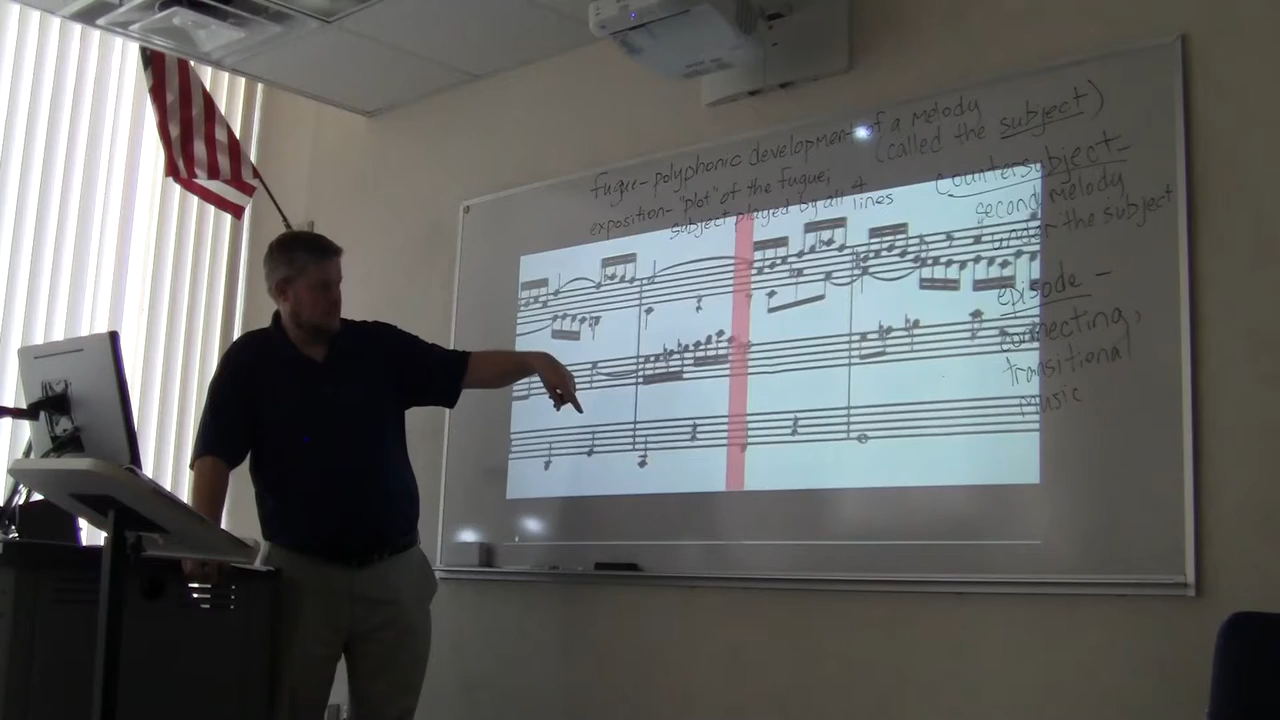 fugue - polyphonic development of a melody
(called the subject)
exposition - "plot" of the fugue;
subject played by all 4 lines
countersubject -
second melody
under the subject
episode -
connecting,
transitional
music